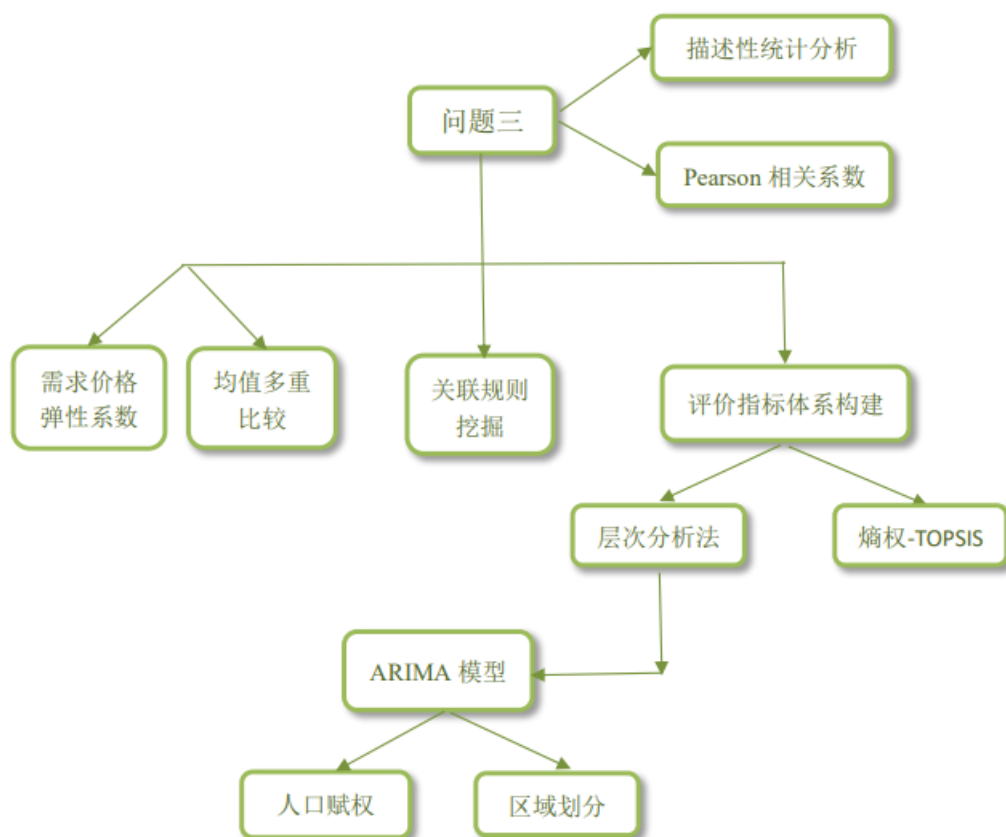 描述性统计分析
问题三
Pearson 相关系数
需求价格
弹性系数
均值多重
比较
关联规则
挖掘
评价指标体系构建
层次分析法
熵权-TOPSIS
ARIMA 模型
人口赋权
区域划分